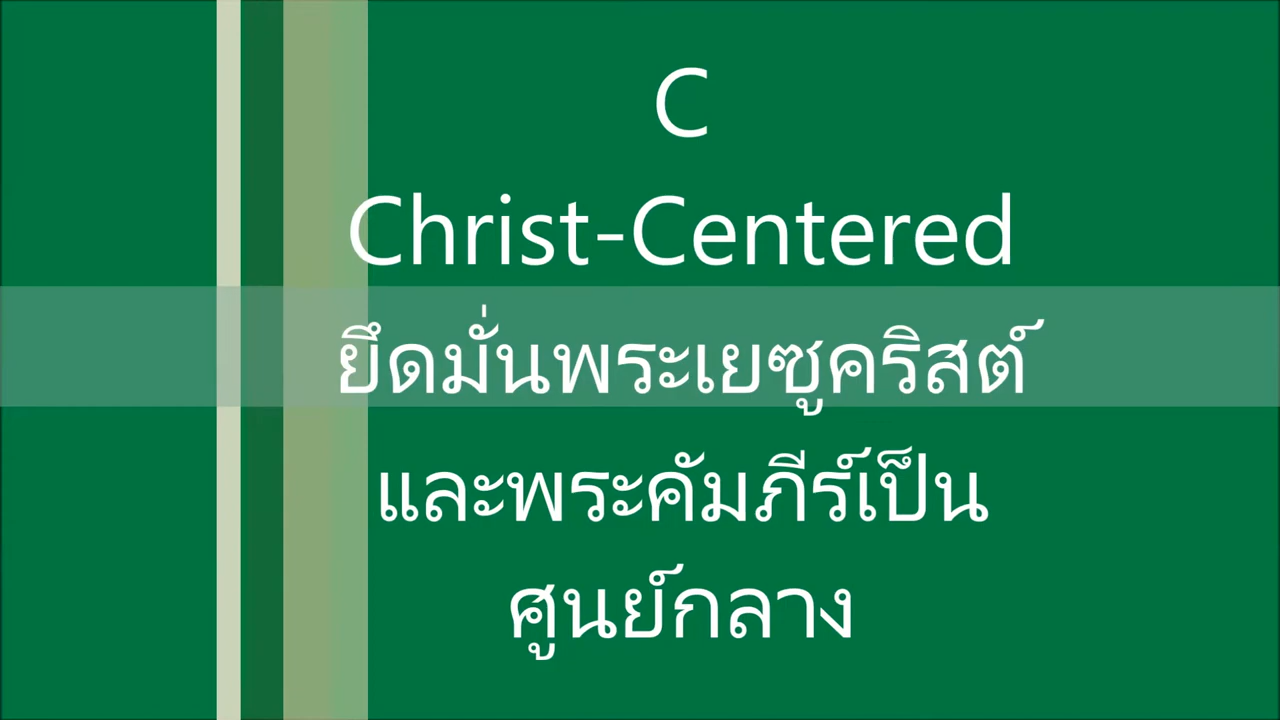 C
Christ-Centered
ยึดมั่นพระเยซูคริสต์
และพระคัมภีร์เป็น
ศูนย์กลาง